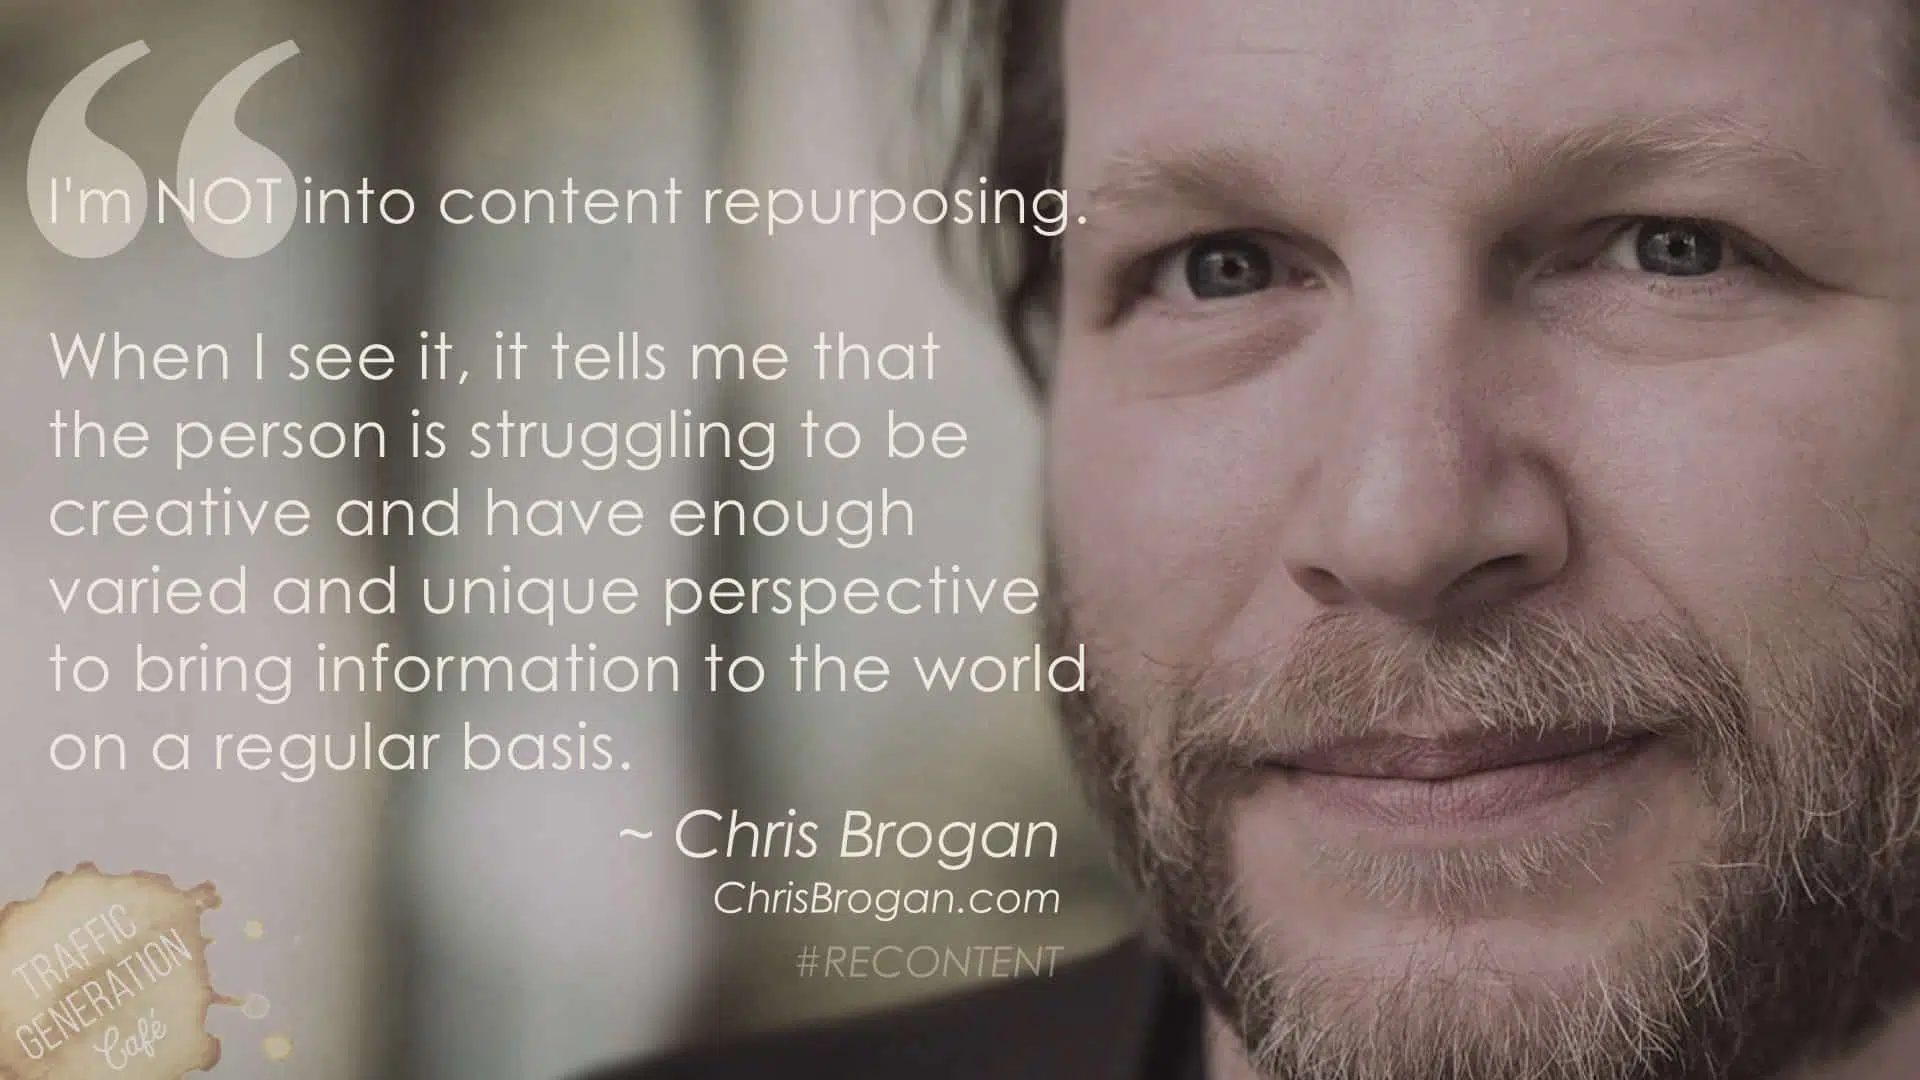 I'm NOT into content repurposing.
When I see it, it tells me that
the person is struggling to be
creative and have enough
varied and unique perspective
to bring information to the world
on a regular basis.
~ Chris Brogan
ChrisBrogan.com
#RECONTENT
TRAFFIC
GENERATION
Café